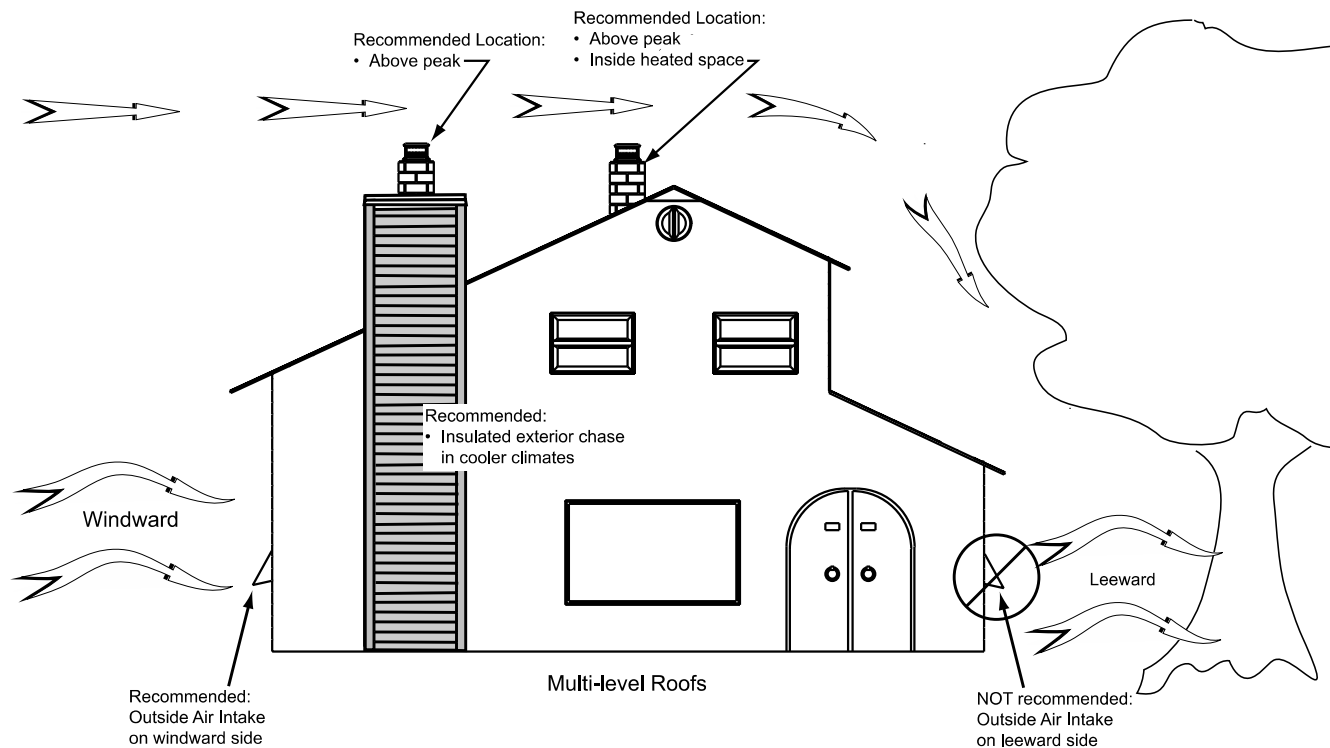 Recommended Location:
• Above peak
Recommended Location:
• Above peak
• Inside heated space
Recommended:
• Insulated exterior chase
in cooler climates
Windward
Leeward
Recommended:
Outside Air Intake
on windward side
Multi-level Roofs
NOT recommended:
Outside Air Intake
on leeward side